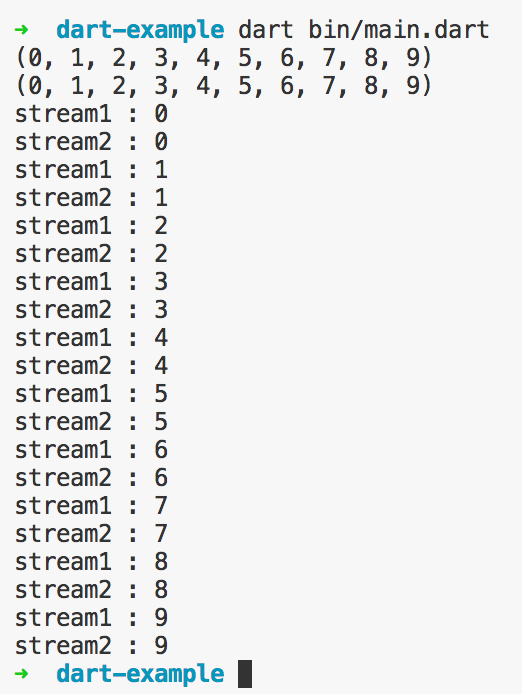 ➜ dart-example dart bin/main.dart
(0, 1, 2, 3, 4, 5, 6, 7, 8, 9)
(0, 1, 2, 3, 4, 5, 6, 7, 8, 9)
stream1 : 0
stream2 : 0
stream1 : 1
stream2 : 1
stream1 : 2
stream2 : 2
stream1 : 3
stream2 : 3
stream1 : 4
stream2 : 4
stream1 : 5
stream2 : 5
stream1 : 6
stream2 : 6
stream1 : 7
stream2 : 7
stream1 : 8
stream2 : 8
stream1 : 9
stream2 : 9
➜ dart-example